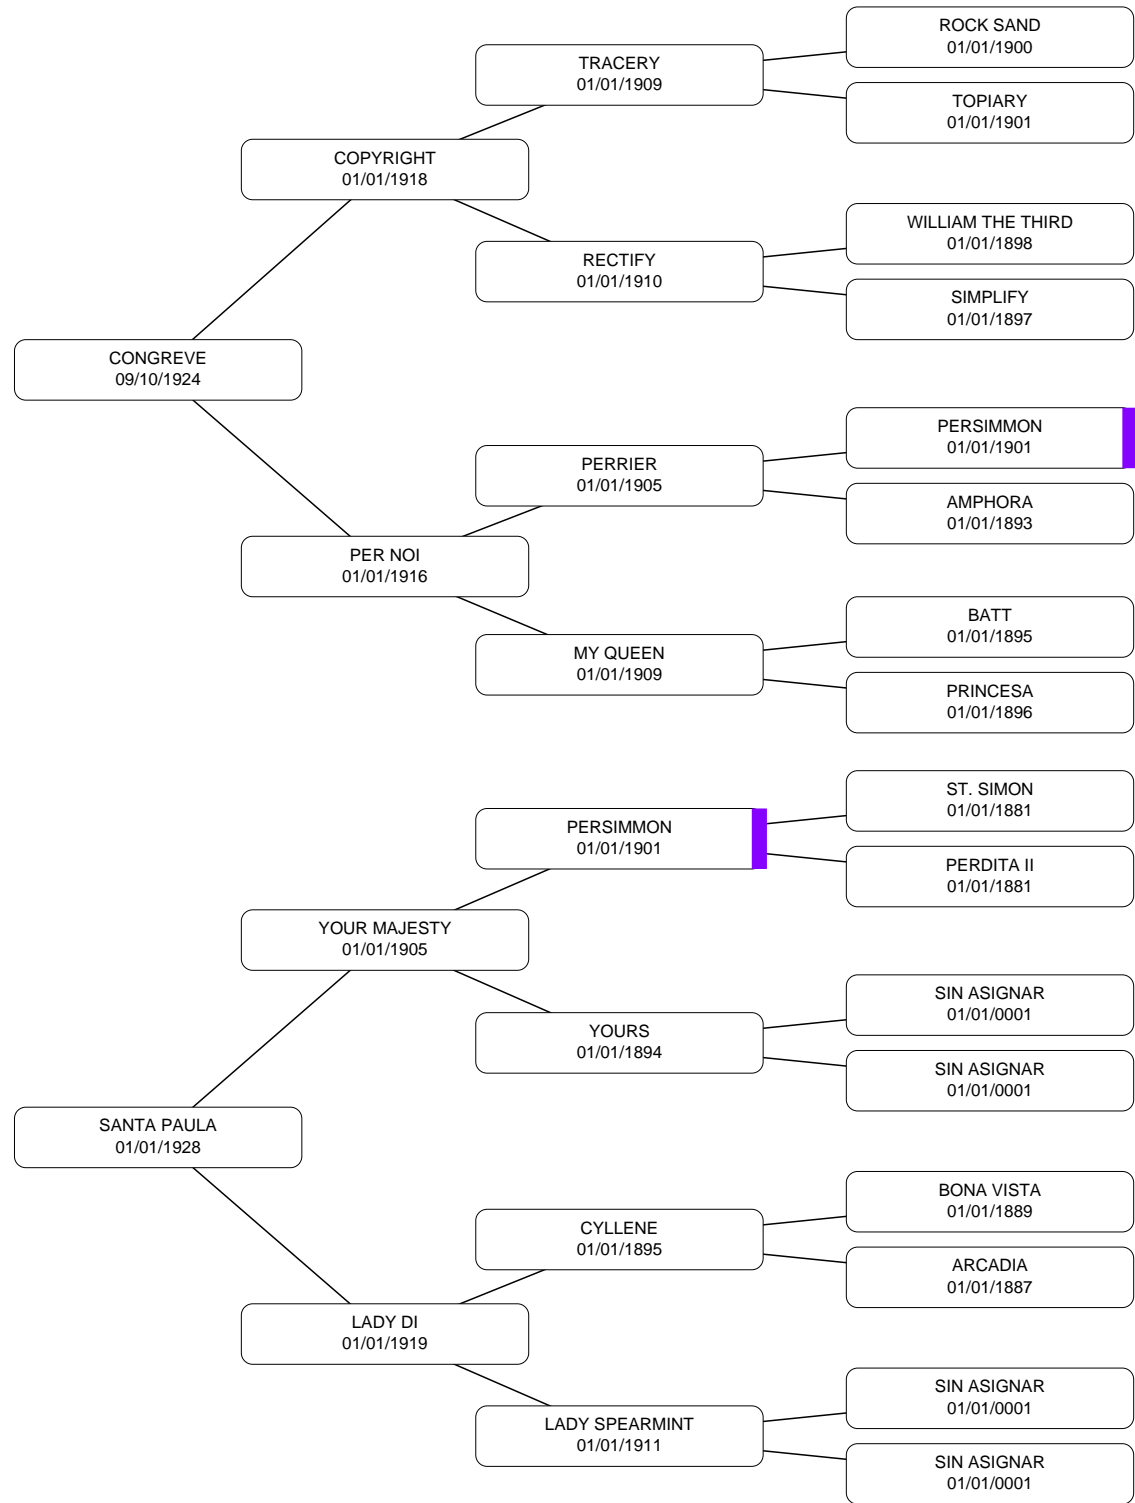 ROCK SAND
01/01/1900
TRACERY
01/01/1909
TOPIARY
01/01/1901
COPYRIGHT
01/01/1918
WILLIAM THE THIRD
01/01/1898
RECTIFY
01/01/1910
SIMPLIFY
01/01/1897
CONGREVE
09/10/1924
PERSIMMON
01/01/1901
PERRIER
01/01/1905
AMPHORA
01/01/1893
PER NOI
01/01/1916
BATT
01/01/1895
MY QUEEN
01/01/1909
PRINCESA
01/01/1896
ST. SIMON
01/01/1881
PERSIMMON
01/01/1901
PERDITA II
01/01/1881
YOUR MAJESTY
01/01/1905
SIN ASIGNAR
01/01/0001
YOURS
01/01/1894
SIN ASIGNAR
01/01/0001
SANTA PAULA
01/01/1928
BONA VISTA
01/01/1889
CYLLENE
01/01/1895
ARCADIA
01/01/1887
LADY DI
01/01/1919
SIN ASIGNAR
01/01/0001
LADY SPEARMINT
01/01/1911
SIN ASIGNAR
01/01/0001